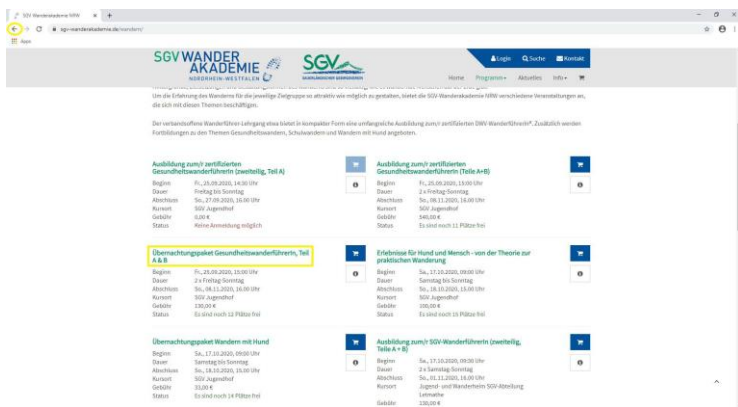 SGV Wanderakademie NRW
sgv-wanderakademie.de/wandern/
Apps
SGV WANDER
AKADEMIE
NORDRHEIN-WESTFALEN
SGV
SAUERLÄNDISCHER GEBIRGSVEREIN
Login
Suche
Kontakt
Home
Programm
Aktuelles
Info
Um die Erfahrung des Wanderns für die jeweilige Zielgruppe so attraktiv wie möglich zu gestalten, bietet die SGV-Wanderakademie NRW verschiedene Veranstaltungen an,
die sich mit diesen Themen beschäftigen.
Der verbandsoffene Wanderführer-Lehrgang etwa bietet in kompakter Form eine umfangreiche Ausbildung zum/r zertifizierten DWV-WanderführerIn®. Zusätzlich werden
Fortbildungen zu den Themen Gesundheitswandern, Schulwandern und Wandern mit Hund angeboten.
Ausbildung zum/r zertifizierten
GesundheitswanderführerIn (zweiteilig, Teil A)
Beginn Fr., 25.09.2020, 14:30 Uhr
Dauer Freitag bis Sonntag
Abschluss So., 27.09.2020, 16.00 Uhr
Kursort SGV Jugendhof
Gebühr 0,00 €
Status Keine Anmeldung möglich
Ausbildung zum/r zertifizierten
GesundheitswanderführerIn (Teile A+B)
Beginn Fr., 25.09.2020, 15:00 Uhr
Dauer 2 x Freitag-Sonntag
Abschluss So., 08.11.2020, 16.00 Uhr
Kursort SGV Jugendhof
Gebühr 340,00 €
Status Es sind noch 11 Plätze frei
Übernachtungspaket GesundheitswanderführerIn, Teil
A & B
Beginn Fr., 25.09.2020, 15:00 Uhr
Dauer 2 x Freitag-Sonntag
Abschluss So., 08.11.2020, 16.00 Uhr
Kursort SGV Jugendhof
Gebühr 130,00 €
Status Es sind noch 12 Plätze frei
Erlebnisse für Hund und Mensch - von der Theorie zur
praktischen Wanderung
Beginn Sa., 17.10.2020, 09:00 Uhr
Dauer Samstag bis Sonntag
Abschluss So., 18.10.2020, 15.00 Uhr
Kursort SGV Jugendhof
Gebühr 100,00 €
Status Es sind noch 15 Plätze frei
Übernachtungspaket Wandern mit Hund
Beginn Sa., 17.10.2020, 09:00 Uhr
Dauer Samstag bis Sonntag
Abschluss So., 18.10.2020, 15.00 Uhr
Kursort SGV Jugendhof
Gebühr 33,00 €
Status Es sind noch 14 Plätze frei
Ausbildung zum/r SGV-WanderführerIn (zweiteilig,
Teile A + B)
Beginn Sa., 17.10.2020, 09:00 Uhr
Dauer 2 x Samstag-Sonntag
Abschluss So., 01.11.2020, 16.00 Uhr
Kursort Jugend- und Wanderheim SGV-Abteilung
Letmathe
Gebühr 130,00 €